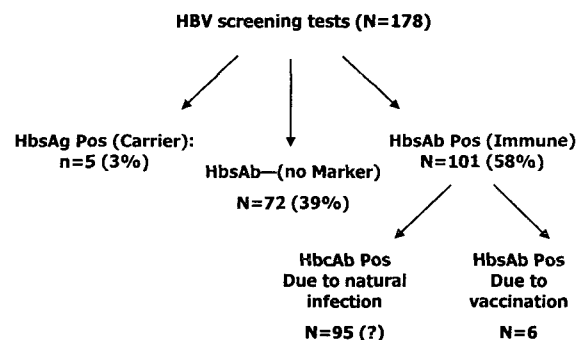 HBV screening tests (N=178)
HbsAg Pos (Carrier):
n=5 (3%)
HbsAb—(no Marker)
N=72 (39%)
HbsAb Pos (Immune)
N=101 (58%)
HbcAb Pos
Due to natural
infection
N=95 (?)
HbsAb Pos
Due to
vaccination
N=6